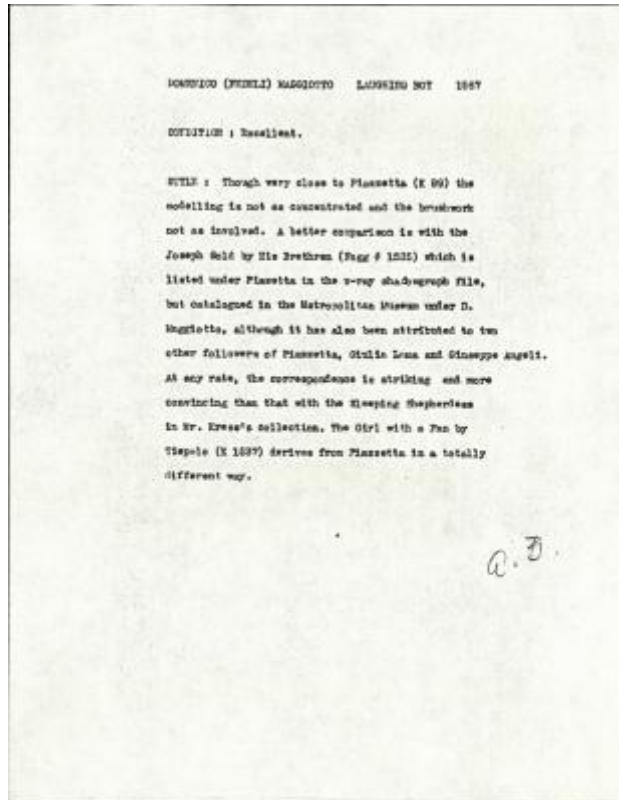 DOMENICO (FEDELI) MAGGIOTTO LAUGHING BOY 1567
CONDITION : Excellent.
STYLE : Though very close to Piazzetta (K 99) the
modelling is not as concentrated and the brushwork
not as involved. A better comparison is with the
Joseph Sold by His Brethren (Fogg # 1535) which is
listed under Piazetta in the x-ray shadograph file,
but catalogued in the Metropolitan Museum under D.
Maggiotto, although it has also been attributed to two
other followers of Piazzetta, Giulia Lama and Giuseppe Angeli.
At any rate, the correspondence is striking and more
convincing than that with the Sleeping Shepherdess
in Mr. Kress's collection. The Girl with a Fan by
Tiepolo (K 1537) derives from Piazzetta in a totally
different way.
a. B.